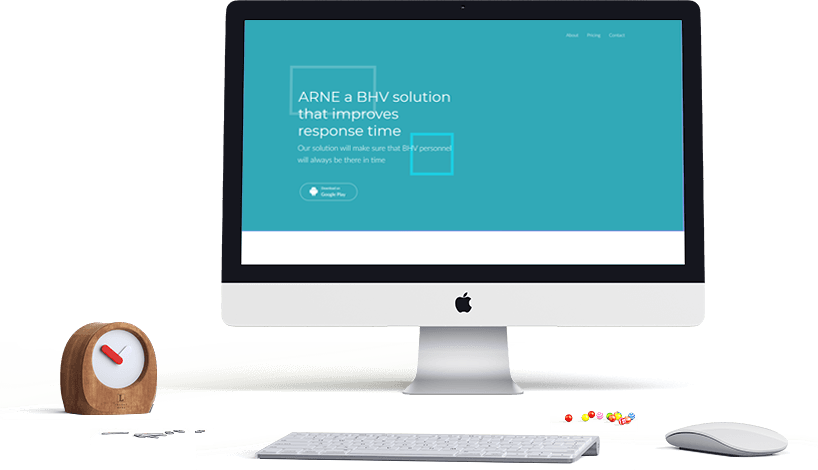 About Pricing Contact
ARNE a BHV solution
that improves
response time
Our solution will make sure that BHV personnel
will always be there in time
Download on
Google Play
L